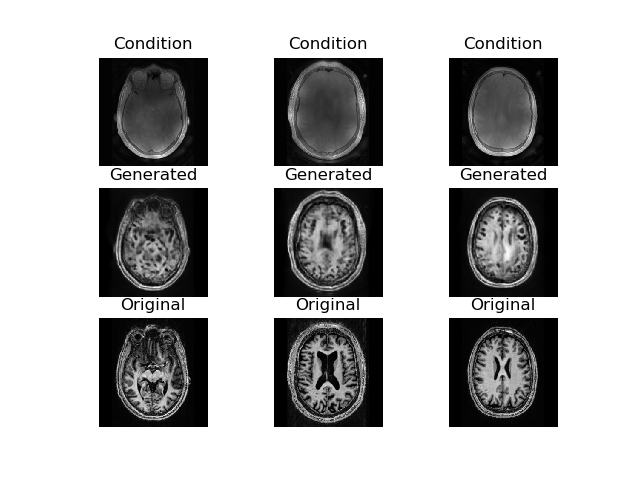 Condition Condition Condition
Generated Generated Generated
Original Original Original